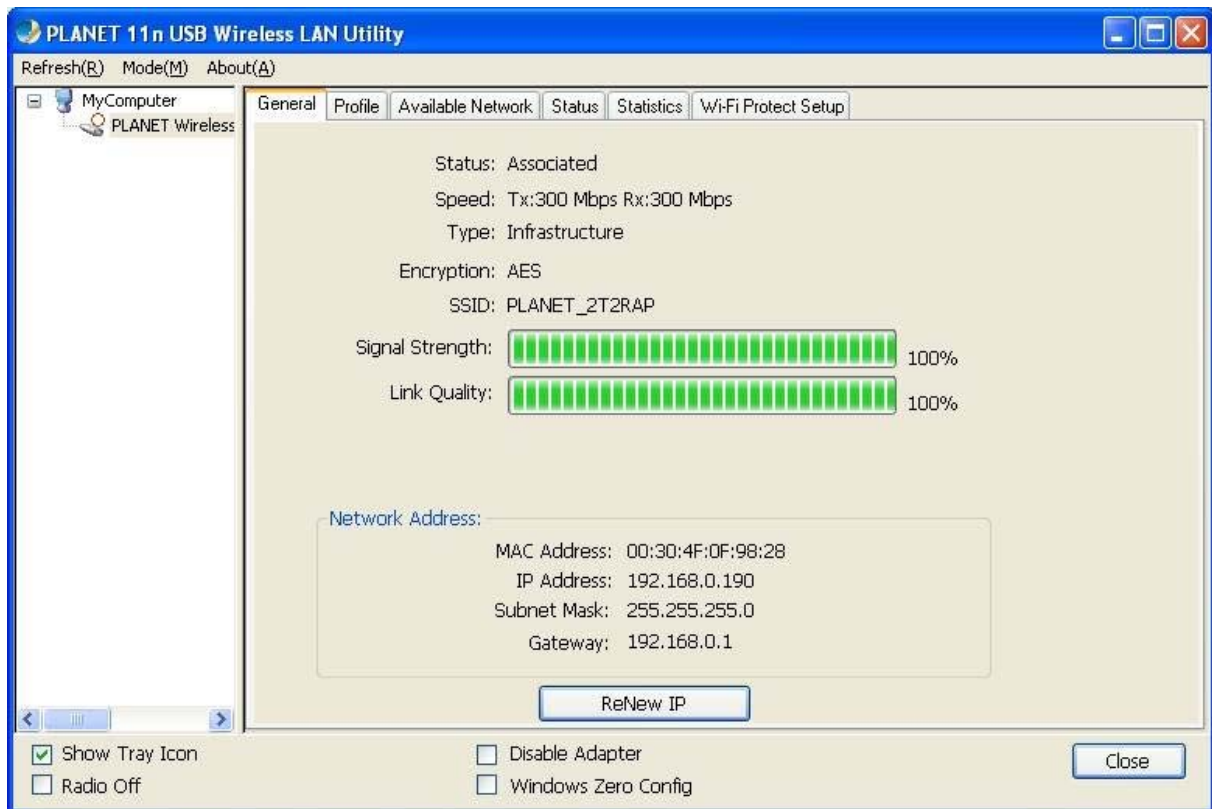 PLANET 11n USB Wireless LAN Utility
Refresh(R) Mode(M) About(A)
MyComputer
PLANET Wireless
General Profile Available Network Status Statistics Wi-Fi Protect Setup
Status: Associated
Speed: Tx:300 Mbps Rx:300 Mbps
Type: Infrastructure
Encryption: AES
SSID: PLANET_2T2RAP
Signal Strength: 100%
Link Quality: 100%
Network Address:
MAC Address: 00:30:4F:0F:98:28
IP Address: 192.168.0.190
Subnet Mask: 255.255.255.0
Gateway: 192.168.0.1
ReNew IP
Show Tray Icon Disable Adapter Close
Radio Off Windows Zero Config